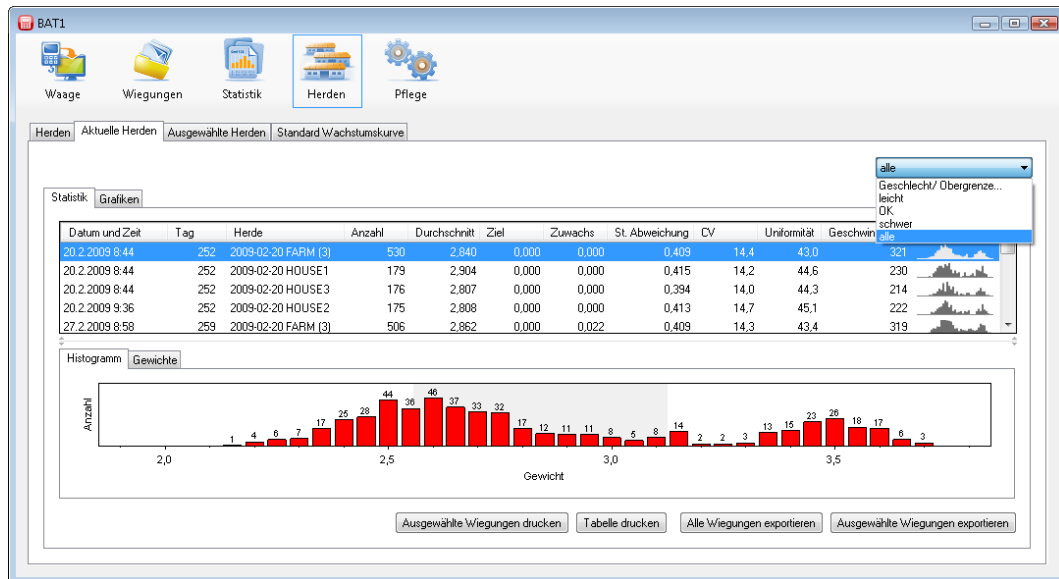 BAT1
Waage Wiegungen Statistik Herden Pflege
Herden Aktuelle Herden Ausgewählte Herden Standard Wachstumskurve
alle
Geschlecht/ Obergrenze...
leicht
OK
schwer
alle
Statistik Grafiken
Datum und Zeit Tag Herde Anzahl Durchschnitt Ziel Zuwachs St. Abweichung CV Uniformität
20.2.2009 8:44 252 2009-02-20 FARM (3) 530 2,840 0,000 0,000 0,409 14,4 43,0 321
20.2.2009 8:44 252 2009-02-20 HOUSE1 179 2,904 0,000 0,000 0,415 14,2 44,6 230
20.2.2009 8:44 252 2009-02-20 HOUSE3 176 2,807 0,000 0,000 0,394 14,0 44,3 214
20.2.2009 9:36 252 2009-02-20 HOUSE2 175 2,808 0,000 0,000 0,413 14,7 45,1 222
27.2.2009 8:58 259 2009-02-20 FARM (3) 506 2,862 0,000 0,022 0,409 14,3 43,4 319
Histogramm Gewichte
Anzahl
1 4 6 7 17 25 28 44 36 46 37 33 32 17 12 11 11 8 5 8 14 2 2 3 13 15 23 26 18 17 6 3
2,0 2,5 3,0 3,5
Gewicht
Ausgewählte Wiegungen drucken Tabelle drucken Alle Wiegungen exportieren Ausgewählte Wiegungen exportieren